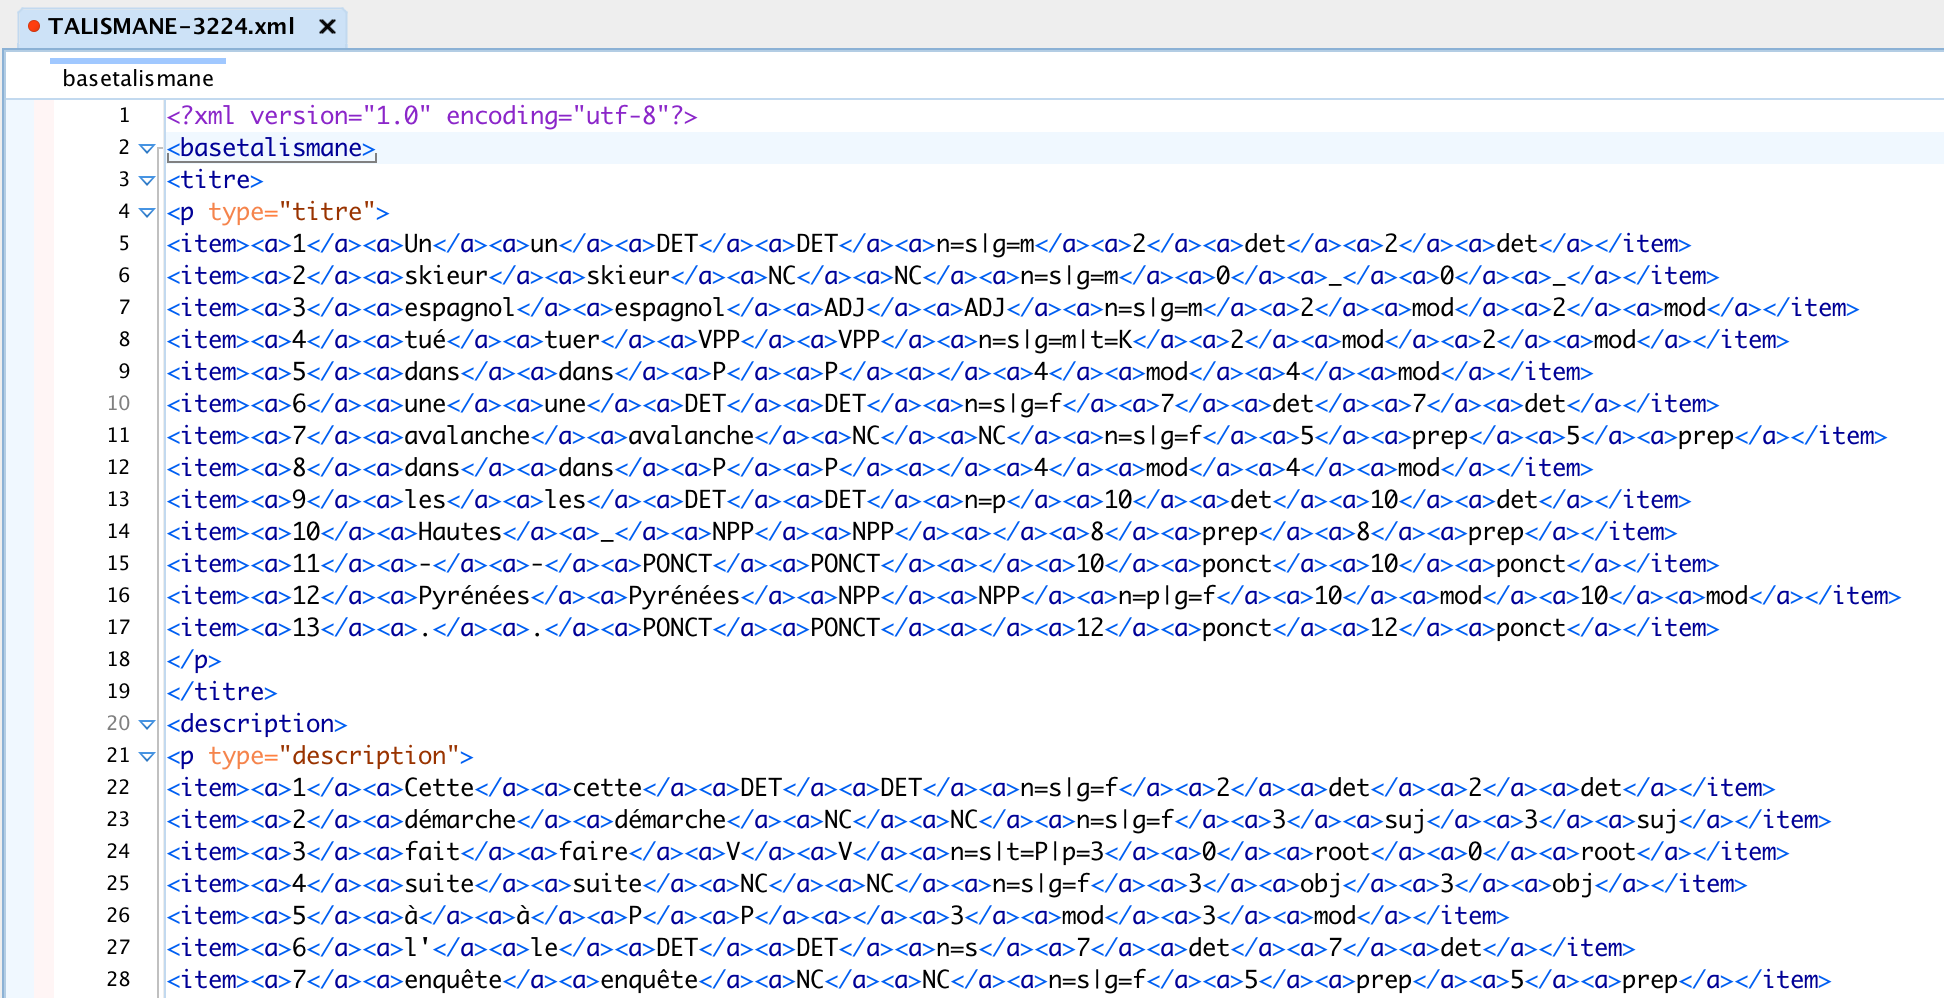 TALISMANE-3224.xml ×
basetalismane
1 <?xml version="1.0" encoding="utf-8"?>
2 <basetalismane>
3 <titre>
4 <p type="titre">
5 <item><a>1</a><a>Un</a><a>un</a><a>DET</a><a>DET</a><a>n=s|g=m</a><a>2</a><a>det</a><a>2</a><a>det</a></item>
6 <item><a>2</a><a>skieur</a><a>skieur</a><a>NC</a><a>NC</a><a>n=s|g=m</a><a>0</a><a>_</a><a>0</a><a>_</a></item>
7 <item><a>3</a><a>espagnol</a><a>espagnol</a><a>ADJ</a><a>ADJ</a><a>n=s|g=m</a><a>2</a><a>mod</a><a>2</a><a>mod</a></item>
8 <item><a>4</a><a>tué</a><a>tuer</a><a>VPP</a><a>VPP</a><a>n=s|g=m|t=K</a><a>2</a><a>mod</a><a>2</a><a>mod</a></item>
9 <item><a>5</a><a>dans</a><a>dans</a><a>P</a><a>P</a><a></a><a>4</a><a>mod</a><a>4</a><a>mod</a></item>
10 <item><a>6</a><a>une</a><a>une</a><a>DET</a><a>DET</a><a>n=s|g=f</a><a>7</a><a>det</a><a>7</a><a>det</a></item>
11 <item><a>7</a><a>avalanche</a><a>avalanche</a><a>NC</a><a>NC</a><a>n=s|g=f</a><a>5</a><a>prep</a><a>5</a><a>prep</a></item>
12 <item><a>8</a><a>dans</a><a>dans</a><a>P</a><a>P</a><a></a><a>4</a><a>mod</a><a>4</a><a>mod</a></item>
13 <item><a>9</a><a>les</a><a>les</a><a>DET</a><a>DET</a><a>n=p</a><a>10</a><a>det</a><a>10</a><a>det</a></item>
14 <item><a>10</a><a>Hautes</a><a>_</a><a>NPP</a><a>NPP</a><a></a><a>8</a><a>prep</a><a>8</a><a>prep</a></item>
15 <item><a>11</a><a>-</a><a>-</a><a>PONCT</a><a>PONCT</a><a></a><a>10</a><a>ponct</a><a>10</a><a>ponct</a></item>
16 <item><a>12</a><a>Pyrénées</a><a>Pyrénées</a><a>NPP</a><a>NPP</a><a>n=p|g=f</a><a>10</a><a>mod</a><a>10</a><a>mod</a></item>
17 <item><a>13</a><a>.</a><a>.</a><a>PONCT</a><a>PONCT</a><a></a><a>12</a><a>ponct</a><a>12</a><a>ponct</a></item>
18 </p>
19 </titre>
20 <description>
21 <p type="description">
22 <item><a>1</a><a>Cette</a><a>cette</a><a>DET</a><a>DET</a><a>n=s|g=f</a><a>2</a><a>det</a><a>2</a><a>det</a></item>
23 <item><a>2</a><a>démarche</a><a>démarche</a><a>NC</a><a>NC</a><a>n=s|g=f</a><a>3</a><a>suj</a><a>3</a><a>suj</a></item>
24 <item><a>3</a><a>fait</a><a>faire</a><a>V</a><a>V</a><a>n=s|t=P|p=3</a><a>0</a><a>root</a><a>0</a><a>root</a></item>
25 <item><a>4</a><a>suite</a><a>suite</a><a>NC</a><a>NC</a><a>n=s|g=f</a><a>3</a><a>obj</a><a>3</a><a>obj</a></item>
26 <item><a>5</a><a>à</a><a>à</a><a>P</a><a>P</a><a></a><a>3</a><a>mod</a><a>3</a><a>mod</a></item>
27 <item><a>6</a><a>l'</a><a>le</a><a>DET</a><a>DET</a><a>n=s</a><a>7</a><a>det</a><a>7</a><a>det</a></item>
28 <item><a>7</a><a>enquête</a><a>enquête</a><a>NC</a><a>NC</a><a>n=s|g=f</a><a>5</a><a>prep</a><a>5</a><a>prep</a></item>